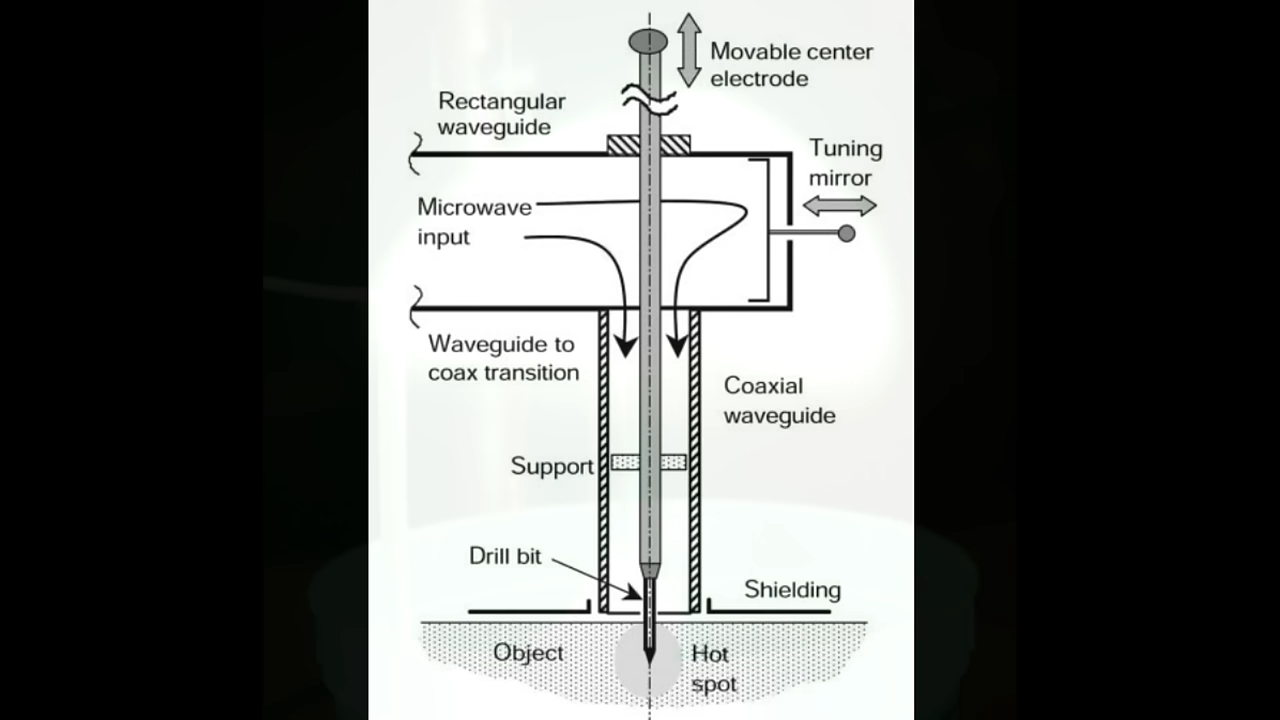 Movable center
electrode
Rectangular
waveguide
Tuning
mirror
Microwave
input
Waveguide to
coax transition
Coaxial
waveguide
Support
Drill bit
Shielding
Object
Hot
spot